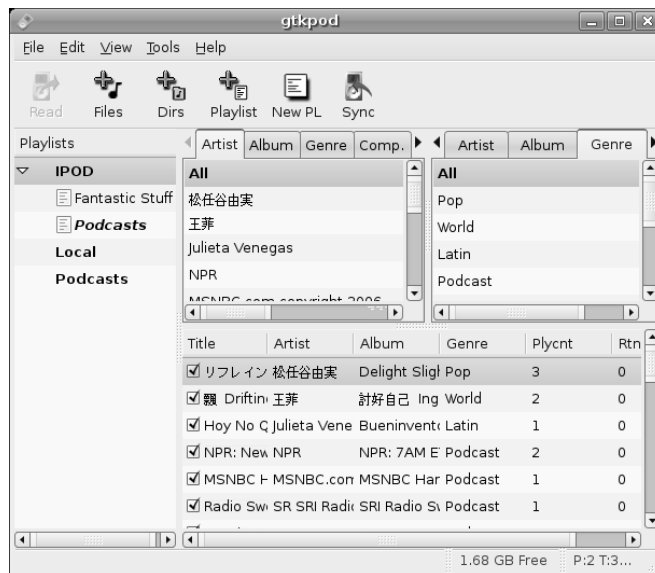 gtkpod
File Edit View Tools Help
Read Files Dirs Playlist New PL Sync
Playlists
IPOD
Fantastic Stuff
Podcasts
Local
Podcasts
Artist Album Genre Comp.
All
松任谷由実
王菲
Julieta Venegas
NPR
MSNBC.com copyright 2006
Artist Album Genre
All
Pop
World
Latin
Podcast
Title Artist Album Genre Plycnt Rtn
リフレイン 松任谷由実 Delight Sligl Pop 3 0
飄 Driftin 王菲 討好自己 Ing World 2 0
Hoy No Q Julieta Vene Bueninvent Latin 1 0
NPR: New NPR NPR: 7AM E Podcast 2 0
MSNBC H MSNBC.com MSNBC Har Podcast 1 0
Radio Sw SR SRI Radi SRI Radio S Podcast 1 0
1.68 GB Free P:2 T:3...